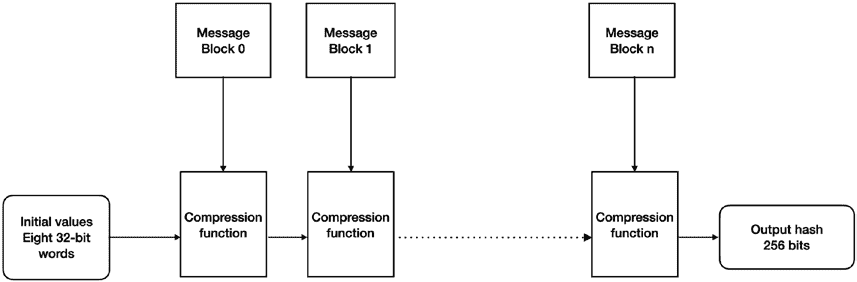 Message
Block 0
Message
Block 1
Message
Block n
Initial values
Eight 32-bit
words
Compression
function
Compression
function
Compression
function
Output hash
256 bits